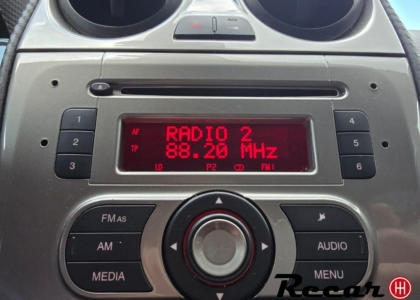 AF RADIO 2
TP 88.20 MHz
LO P2 FM1
1 4
2 5
3 6
FM AS
AM AUDIO
MEDIA MENU
Recar